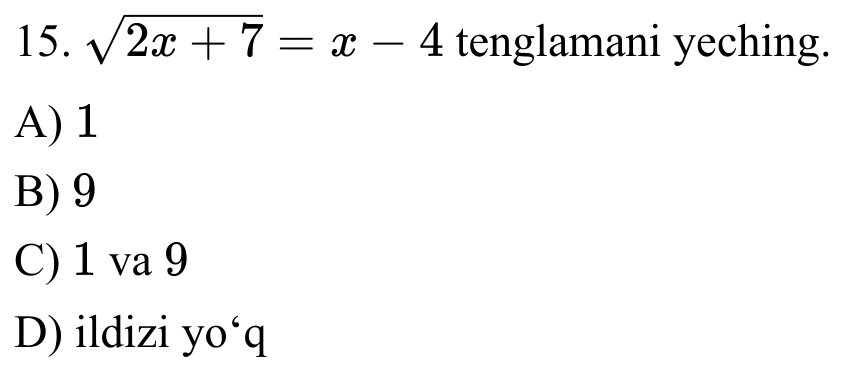 15. √(2x + 7) = x − 4 tenglamani yeching.
A) 1
B) 9
C) 1 va 9
D) ildizi yo‘q